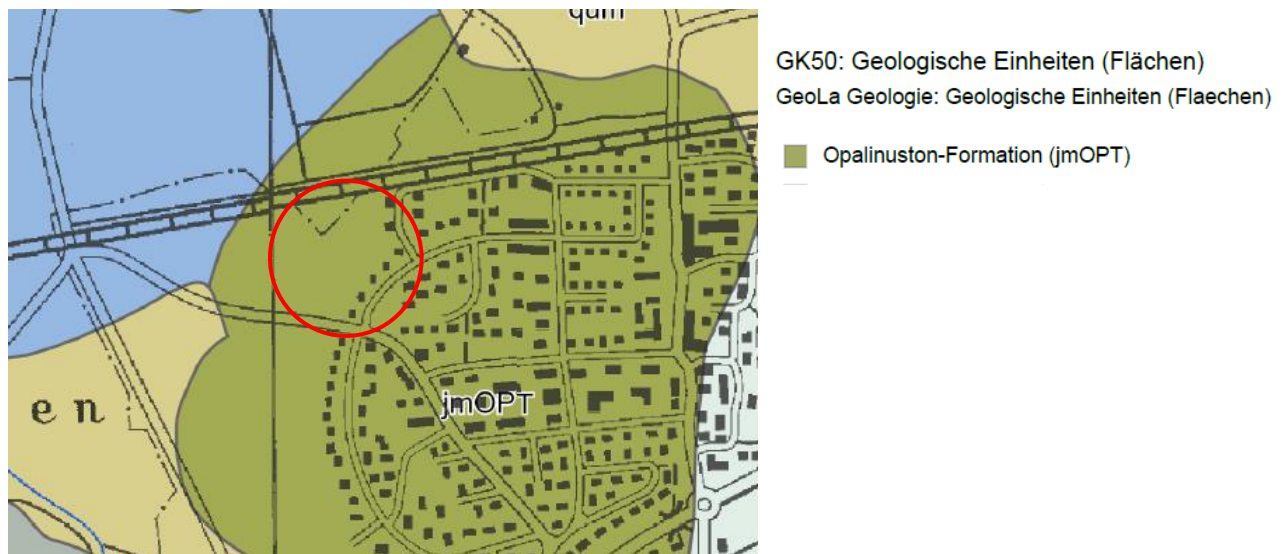 qum
GK50: Geologische Einheiten (Flächen)
GeoLa Geologie: Geologische Einheiten (Flaechen)
Opalinuston-Formation (jmOPT)
jmOPT
e n